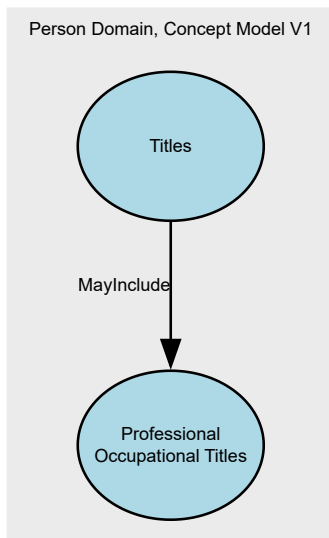 Person Domain, Concept Model V1
Titles
MayInclude
Professional
Occupational Titles